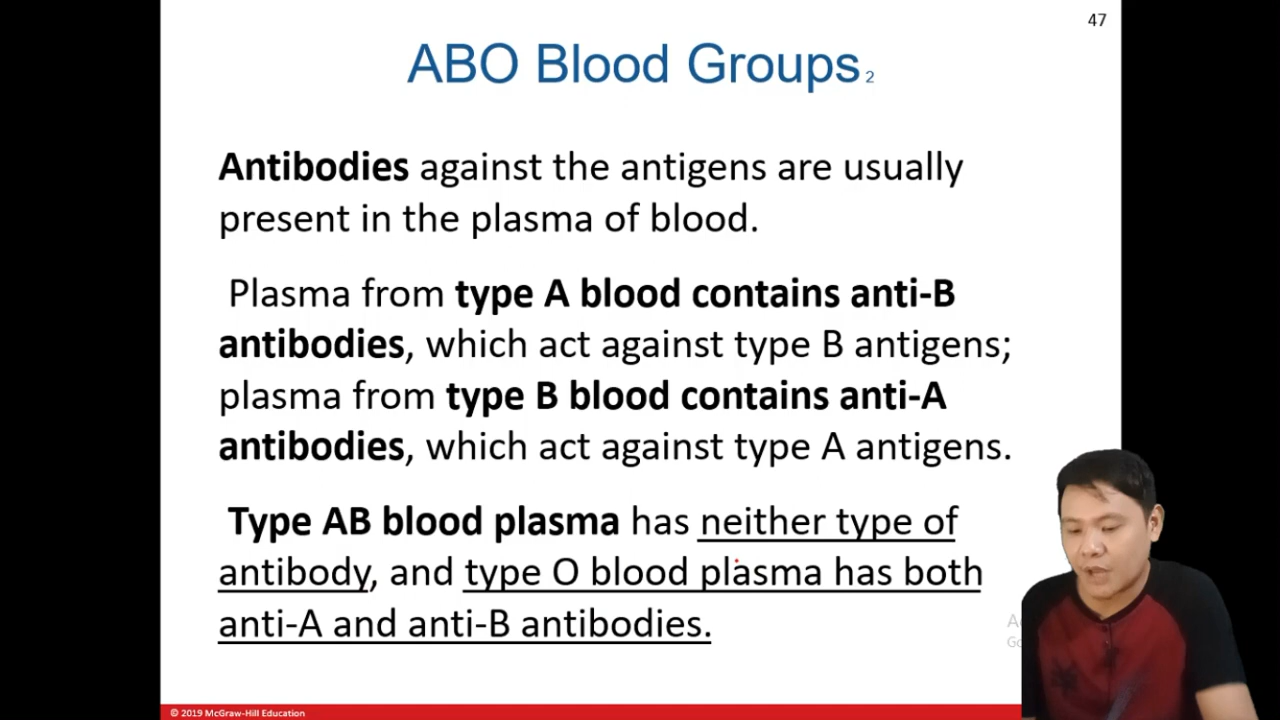 47
ABO Blood Groups 2
Antibodies against the antigens are usually
present in the plasma of blood.
Plasma from type A blood contains anti-B
antibodies, which act against type B antigens;
plasma from type B blood contains anti-A
antibodies, which act against type A antigens.
Type AB blood plasma has neither type of
antibody, and type O blood plasma has both
anti-A and anti-B antibodies.
© 2019 McGraw-Hill Education